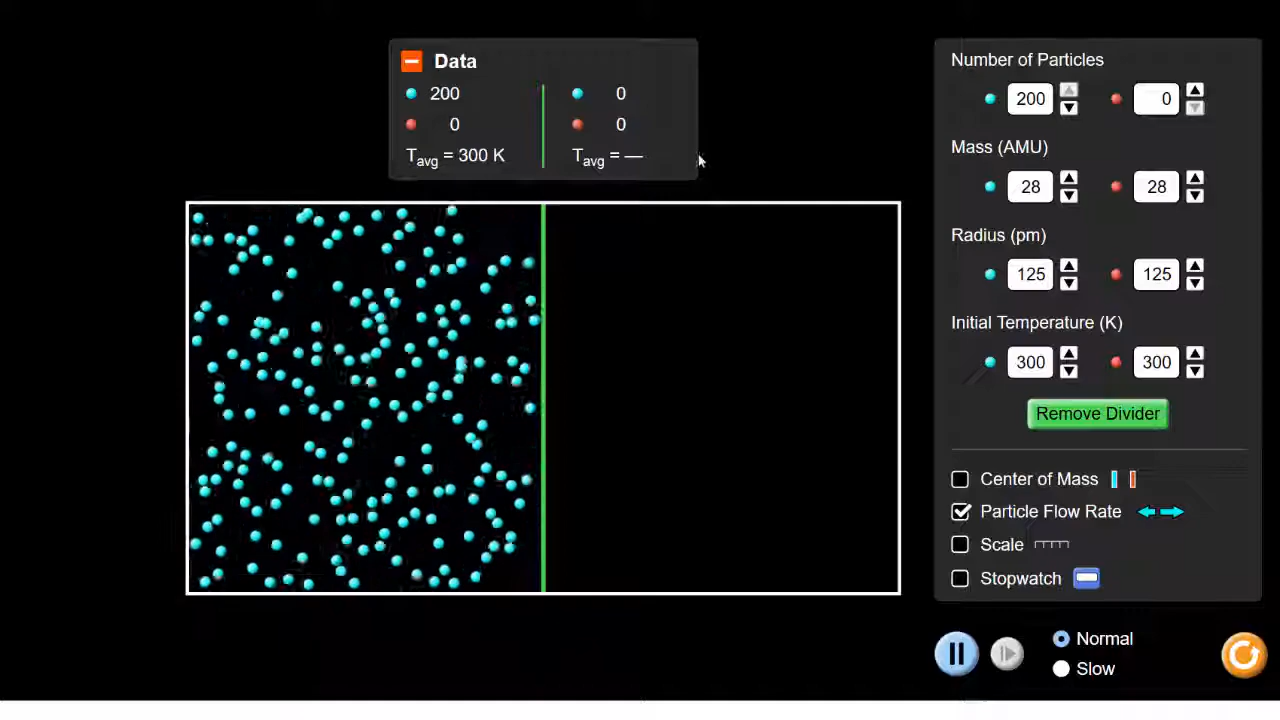 Data
200 0
0 0
Tavg = 300 K Tavg = —
Number of Particles
200 0
Mass (AMU)
28 28
Radius (pm)
125 125
Initial Temperature (K)
300 300
Remove Divider
Center of Mass
Particle Flow Rate
Scale
Stopwatch
Normal
Slow